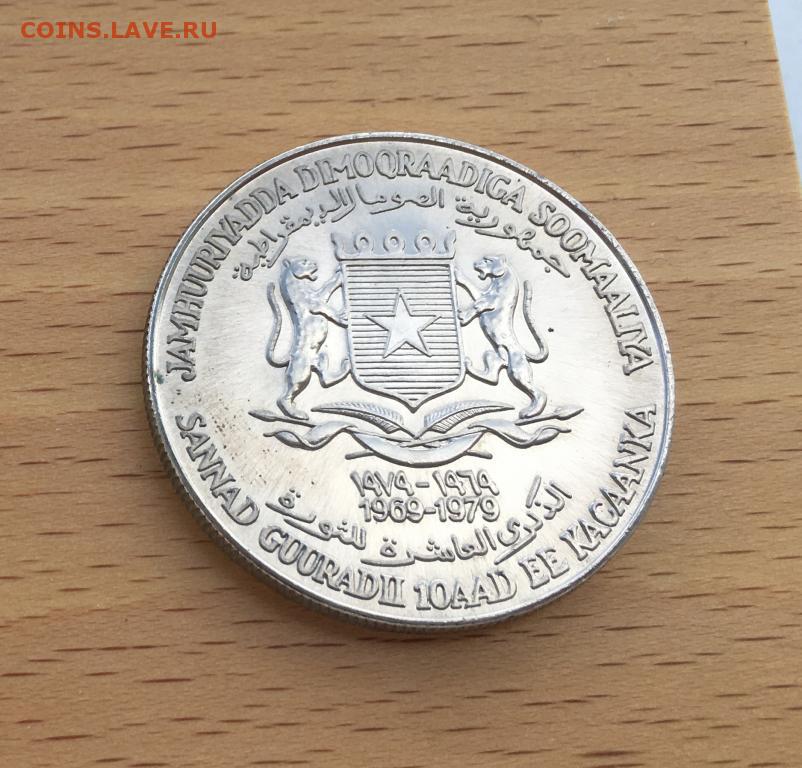 COINS.LAVE.RU
JAMHUURIYADDA DIMOQRAADIGA SOOMAALIYA
جمهورية الصومال الديمقراطية
١٩٧٩ - ١٩٦٩
1969-1979
الذكرى العاشرة للثورة
SANNAD GUURADII 10AAD EE KACAANKA